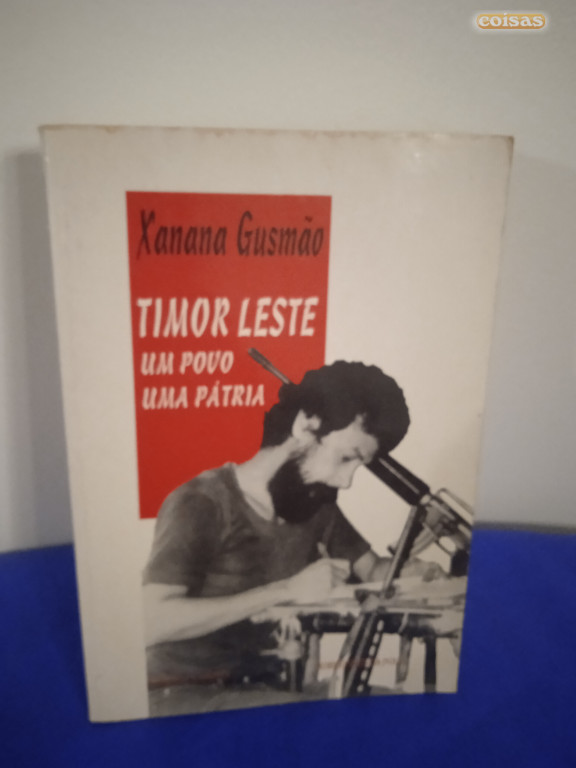 coisas
Xanana Gusmão
TIMOR LESTE
UM POVO
UMA PÁTRIA